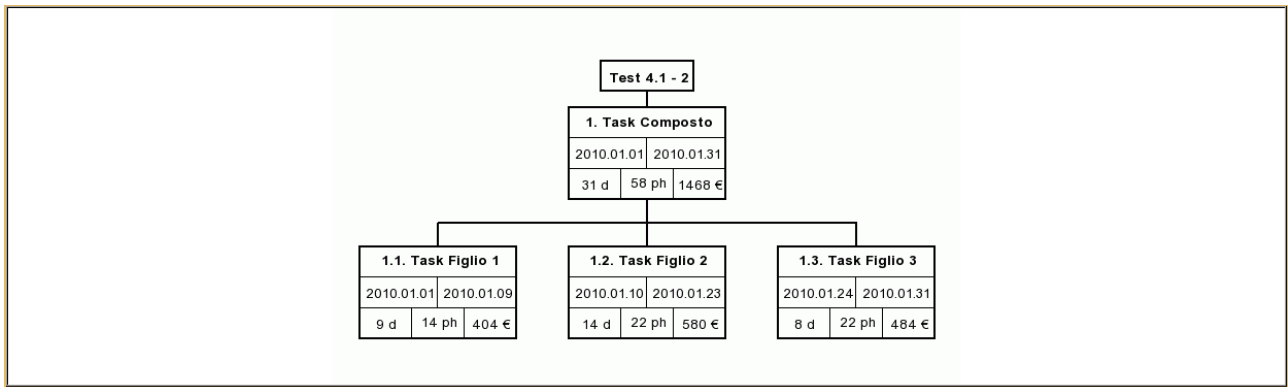 Test 4.1 - 2
1. Task Composto
2010.01.01 2010.01.31
31 d 58 ph 1468 €
1.1. Task Figlio 1 1.2. Task Figlio 2 1.3. Task Figlio 3
2010.01.01 2010.01.09 2010.01.10 2010.01.23 2010.01.24 2010.01.31
9 d 14 ph 404 € 14 d 22 ph 580 € 8 d 22 ph 484 €